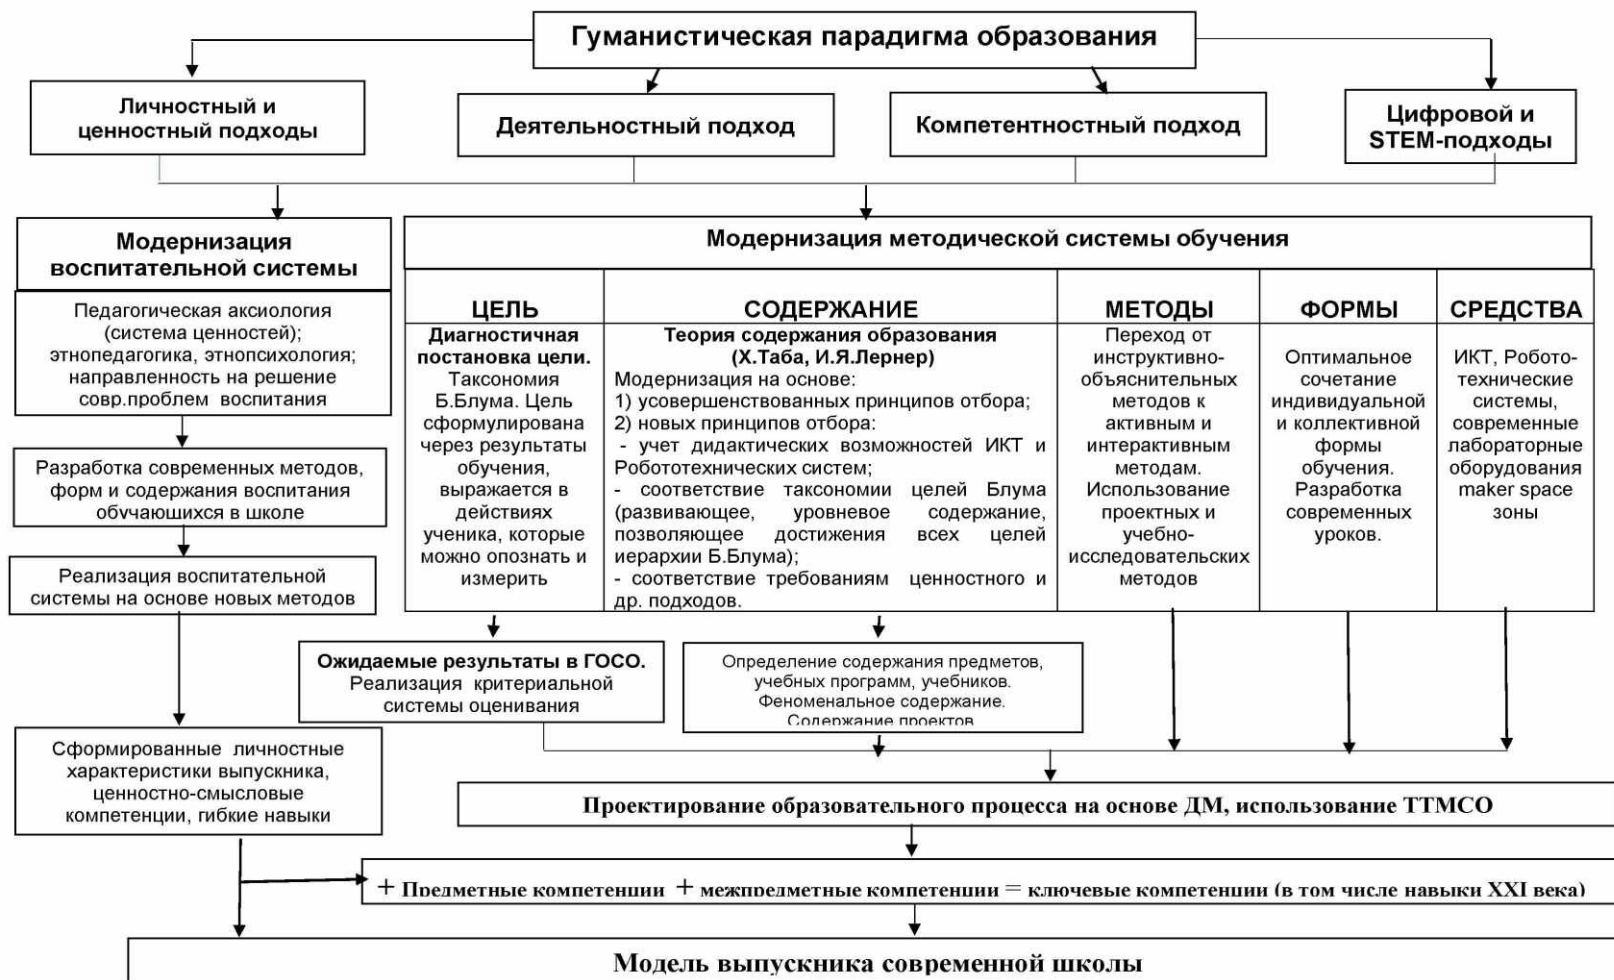 Гуманистическая парадигма образования
Личностный и
ценностный подходы
Деятельностный подход
Компетентностный подход
Цифровой и
STEM-подходы
Модернизация
воспитательной системы
Педагогическая аксиология
(система ценностей);
этнопедагогика, этнопсихология;
направленность на решение
совр.проблем воспитания
Разработка современных методов,
форм и содержания воспитания
обучающихся в школе
Реализация воспитательной
системы на основе новых методов
Сформированные личностные
характеристики выпускника,
ценностно-смысловые
компетенции, гибкие навыки
Модернизация методической системы обучения
ЦЕЛЬ
Диагностичная
постановка цели.
Таксономия
Б.Блума. Цель
сформулирована
через результаты
обучения,
выражается в
действиях
ученика, которые
можно опознать и
измерить
СОДЕРЖАНИЕ
Теория содержания образования
(Х.Таба, И.Я.Лернер)
Модернизация на основе:
1) усовершенствованных принципов отбора;
2) новых принципов отбора:
- учет дидактических возможностей ИКТ и
Робототехнических систем;
- соответствие таксономии целей Блума
(развивающее, уровневое содержание,
позволяющее достижения всех целей
иерархии Б.Блума);
- соответствие требованиям ценностного и
др. подходов.
МЕТОДЫ
Переход от
инструктивно-
объяснительных
методов к
активным и
интерактивным
методам.
Использование
проектных и
учебно-
исследовательских
методов
ФОРМЫ
Оптимальное
сочетание
индивидуальной
и коллективной
формы
обучения.
Разработка
современных
уроков.
СРЕДСТВА
ИКТ, Робото-
технические
системы,
современные
лабораторные
оборудования
maker space
зоны
Ожидаемые результаты в ГОСО.
Реализация критериальной
системы оценивания
Определение содержания предметов,
учебных программ, учебников.
Феноменальное содержание.
Содержание проектов
Проектирование образовательного процесса на основе ДМ, использование ТТМСО
+ Предметные компетенции + межпредметные компетенции = ключевые компетенции (в том числе навыки XXI века)
Модель выпускника современной школы